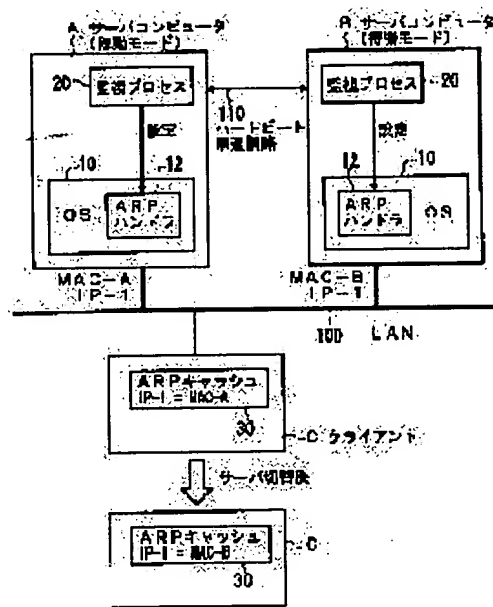 A サーバコンピュータ
(稼動モード)
B サーバコンピュータ
(待機モード)
20
監視プロセス
監視プロセス
20
110
ハートビート
設定
設定
10
12
12
10
OS
ARP
ハンドラ
ARP
ハンドラ
OS
MAC-A
IP-1
MAC-B
IP-1
100 LAN
ARPキャッシュ
IP-1 = MAC-A
30
C クライアント
サーバ切替後
ARPキャッシュ
IP-1 = MAC-B
30
C